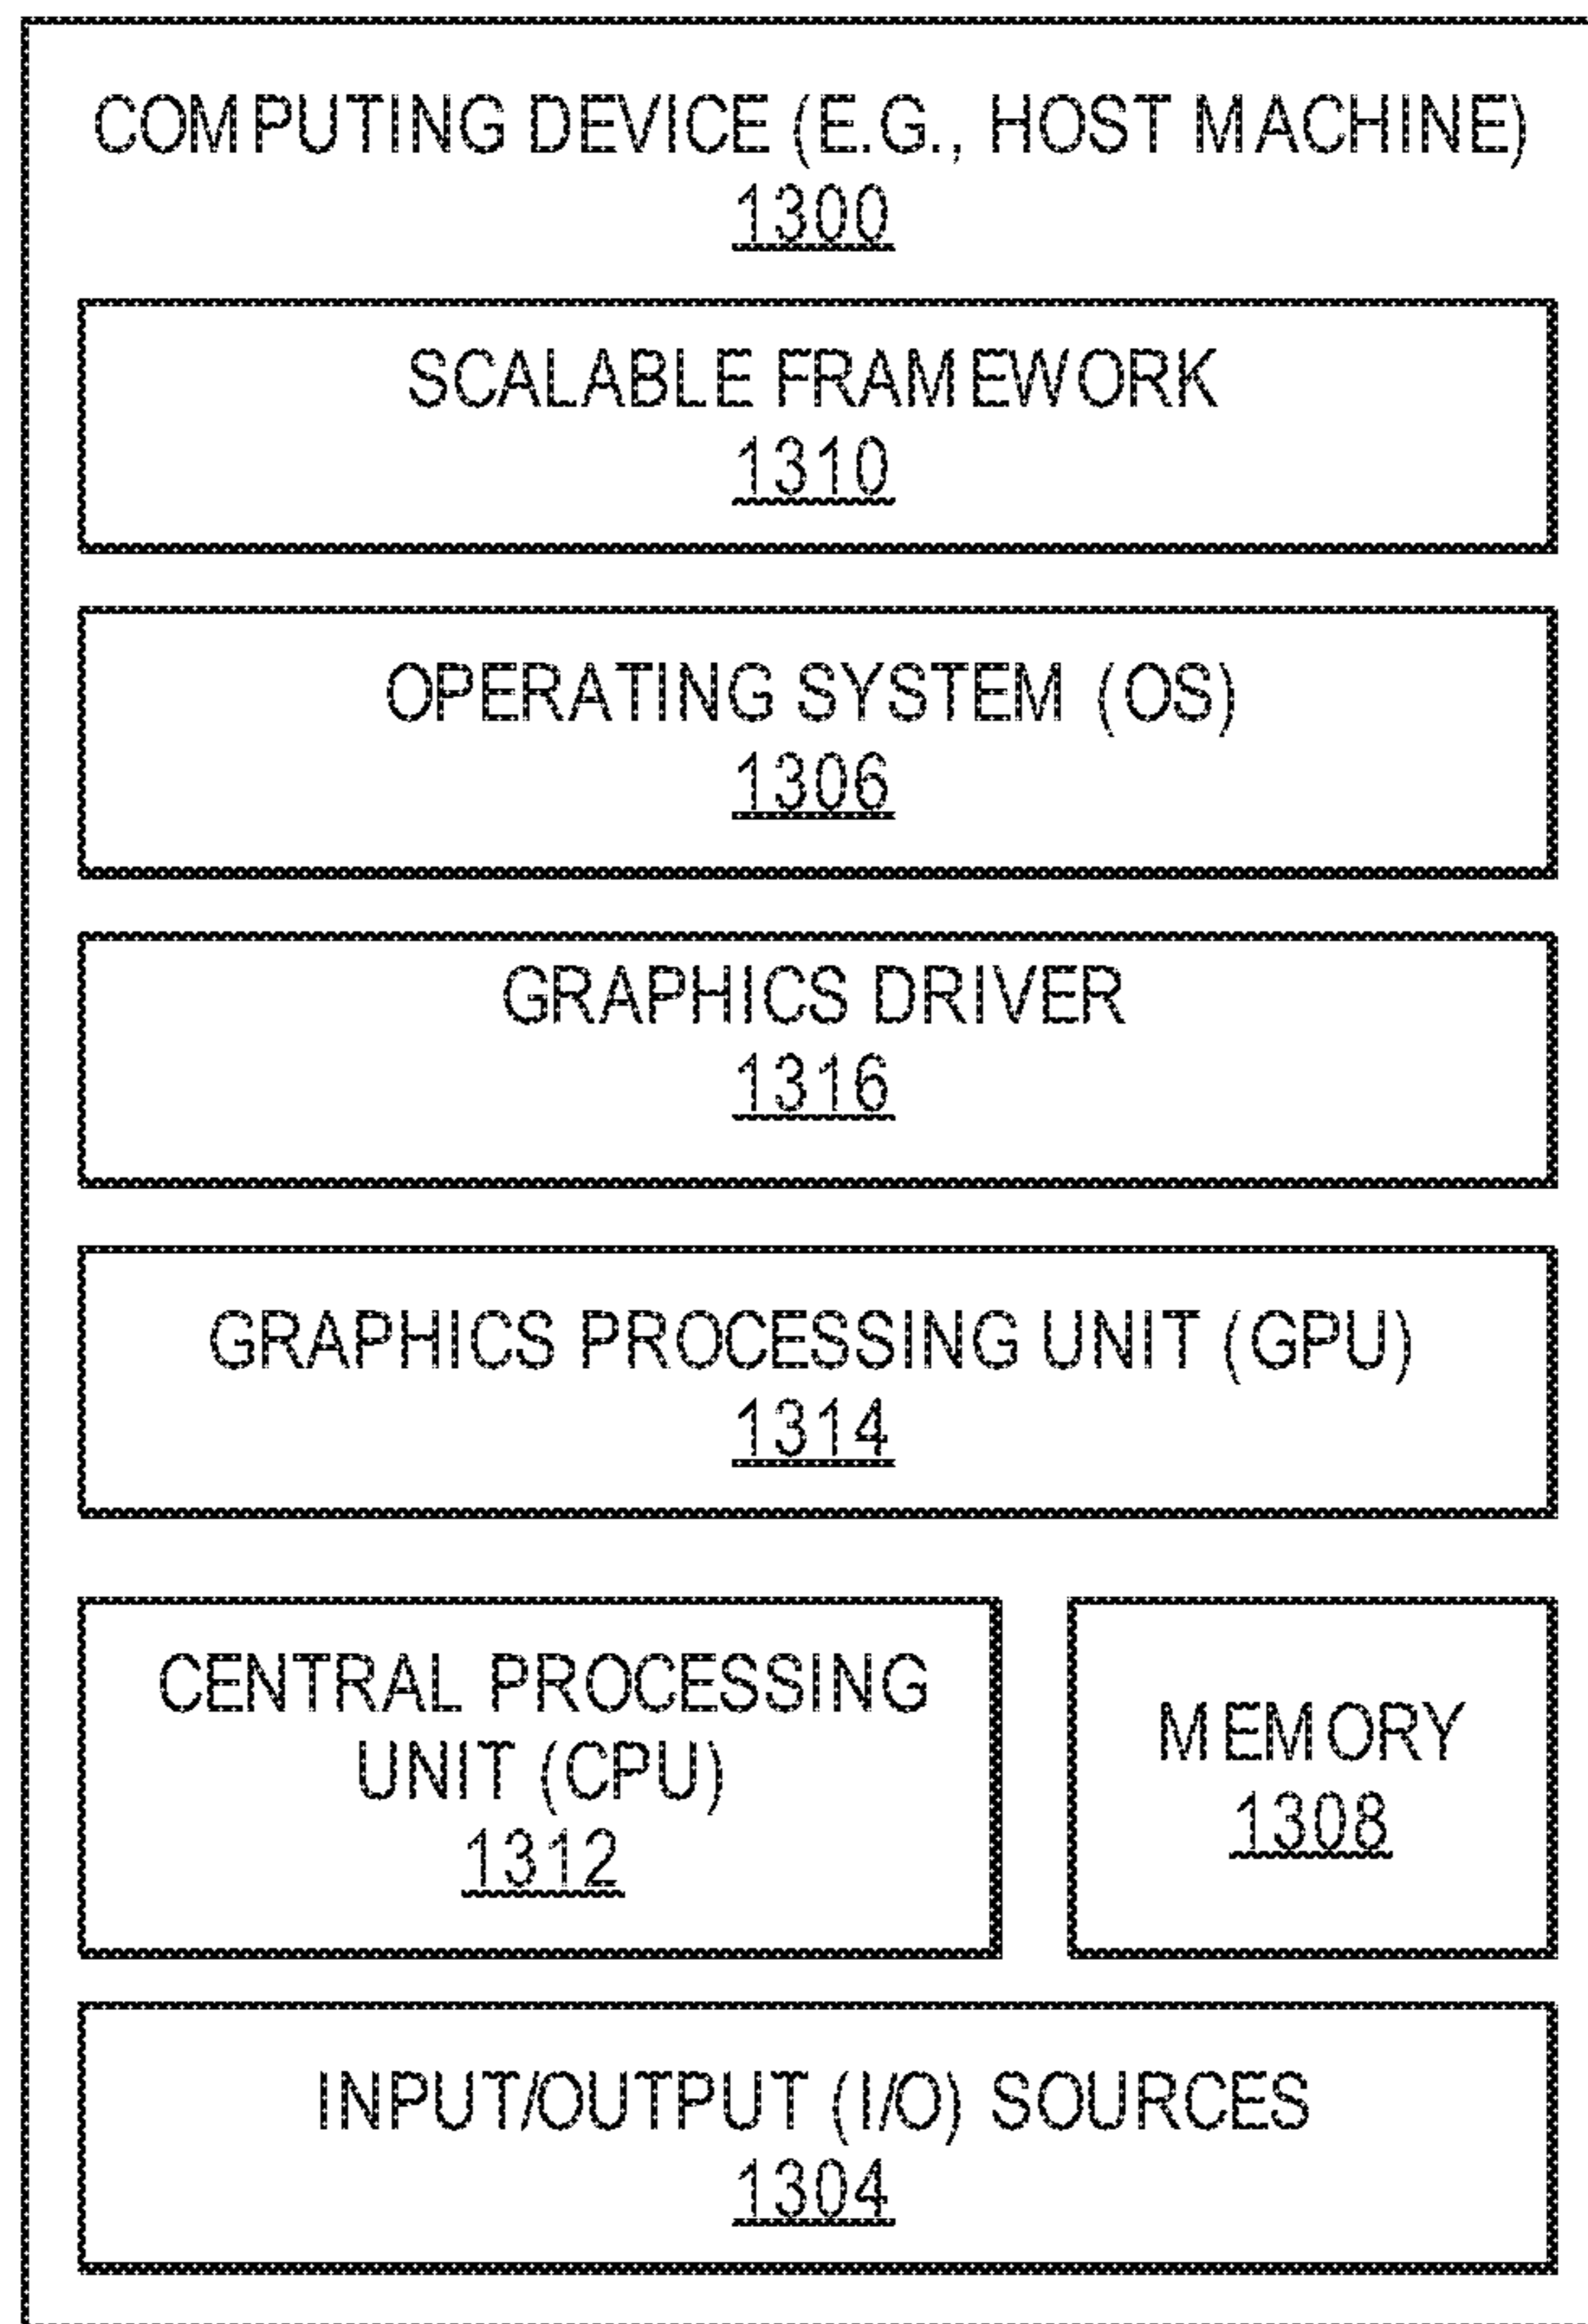 COMPUTING DEVICE (E.G., HOST MACHINE)
1300
SCALABLE FRAMEWORK
1310
OPERATING SYSTEM (OS)
1306
GRAPHICS DRIVER
1316
GRAPHICS PROCESSING UNIT (GPU)
1314
CENTRAL PROCESSING
UNIT (CPU)
1312
MEMORY
1308
INPUT/OUTPUT (I/O) SOURCES
1304